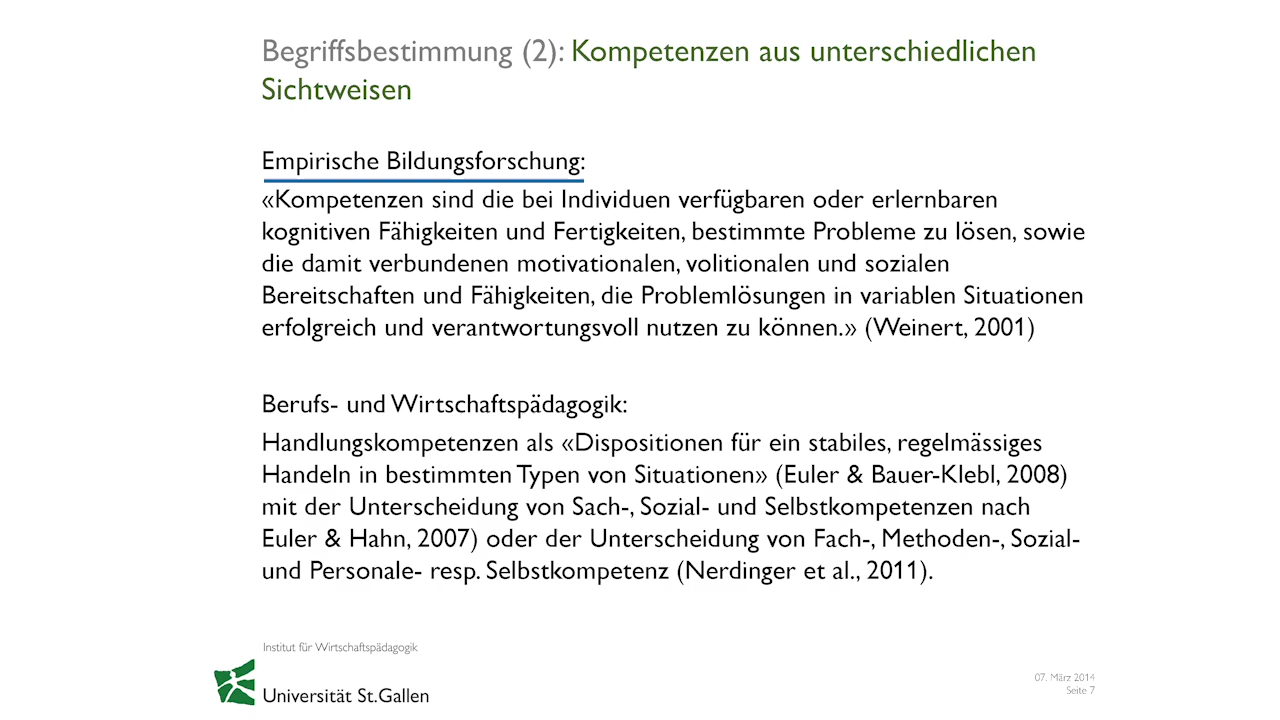 Begriffsbestimmung (2): Kompetenzen aus unterschiedlichen
Sichtweisen
Empirische Bildungsforschung:
«Kompetenzen sind die bei Individuen verfügbaren oder erlernbaren
kognitiven Fähigkeiten und Fertigkeiten, bestimmte Probleme zu lösen, sowie
die damit verbundenen motivationalen, volitionalen und sozialen
Bereitschaften und Fähigkeiten, die Problemlösungen in variablen Situationen
erfolgreich und verantwortungsvoll nutzen zu können.» (Weinert, 2001)
Berufs- und Wirtschaftspädagogik:
Handlungskompetenzen als «Dispositionen für ein stabiles, regelmässiges
Handeln in bestimmten Typen von Situationen» (Euler & Bauer-Klebl, 2008)
mit der Unterscheidung von Sach-, Sozial- und Selbstkompetenzen nach
Euler & Hahn, 2007) oder der Unterscheidung von Fach-, Methoden-, Sozial-
und Personale- resp. Selbstkompetenz (Nerdinger et al., 2011).
Institut für Wirtschaftspädagogik
Universität St.Gallen
07. März 2014
Seite 7